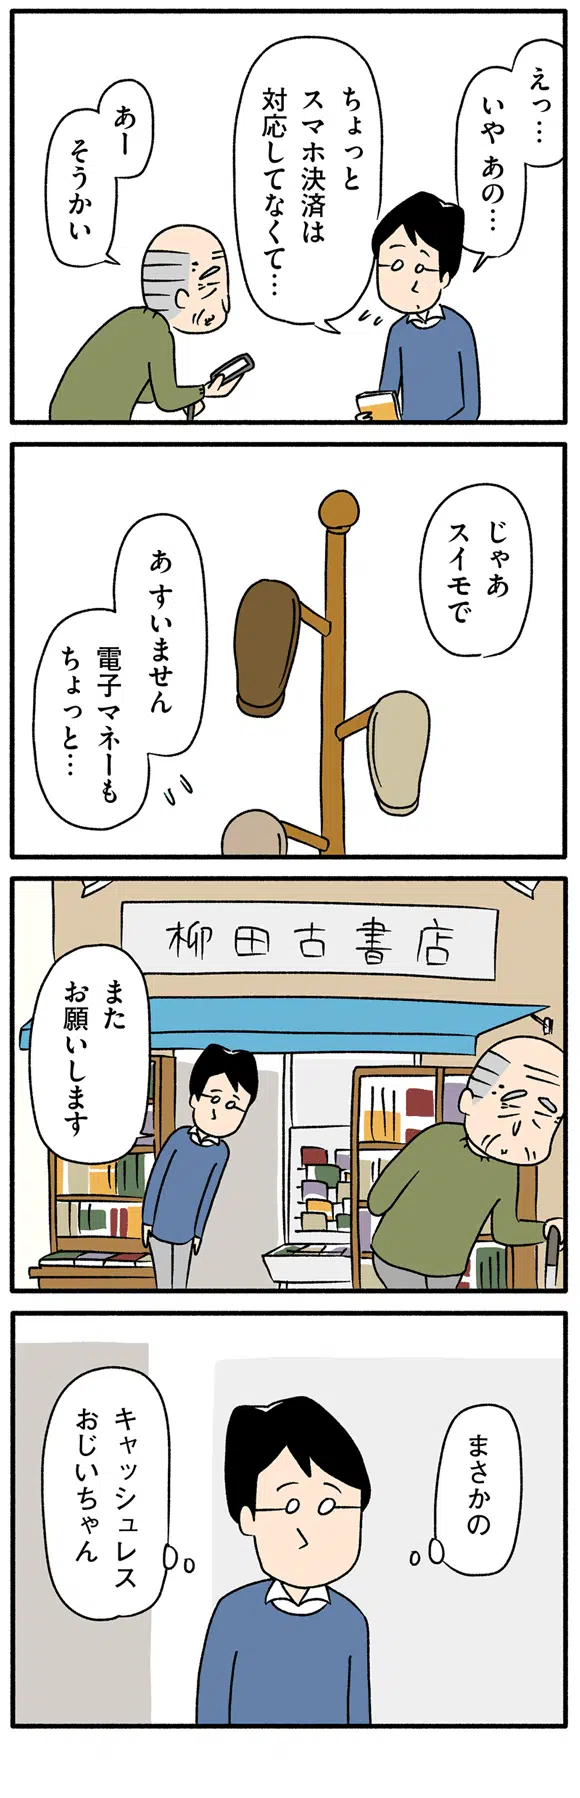 えっ…
いや あの…
ちょっと
スマホ決済は
対応してなくて…
あー
そうかい
じゃあ
スイモで
あ すいません
電子マネーも
ちょっと…
柳田古書店
また
お願いします
まさかの
キャッシュレス
おじいちゃん